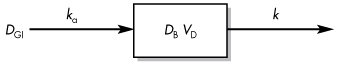 D_GI k_a D_B V_D k